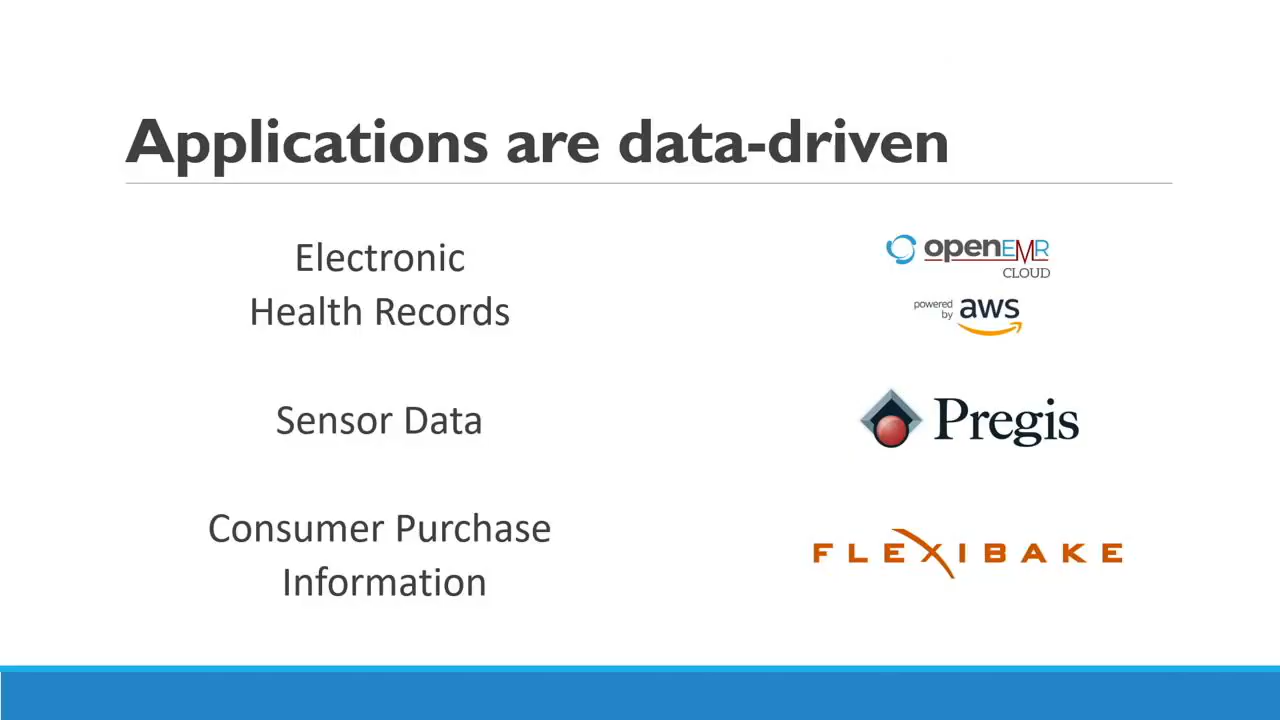 Applications are data-driven
Electronic
Health Records
openEMR
CLOUD
powered
by aws
Sensor Data
Pregis
Consumer Purchase
Information
FLEXIBAKE